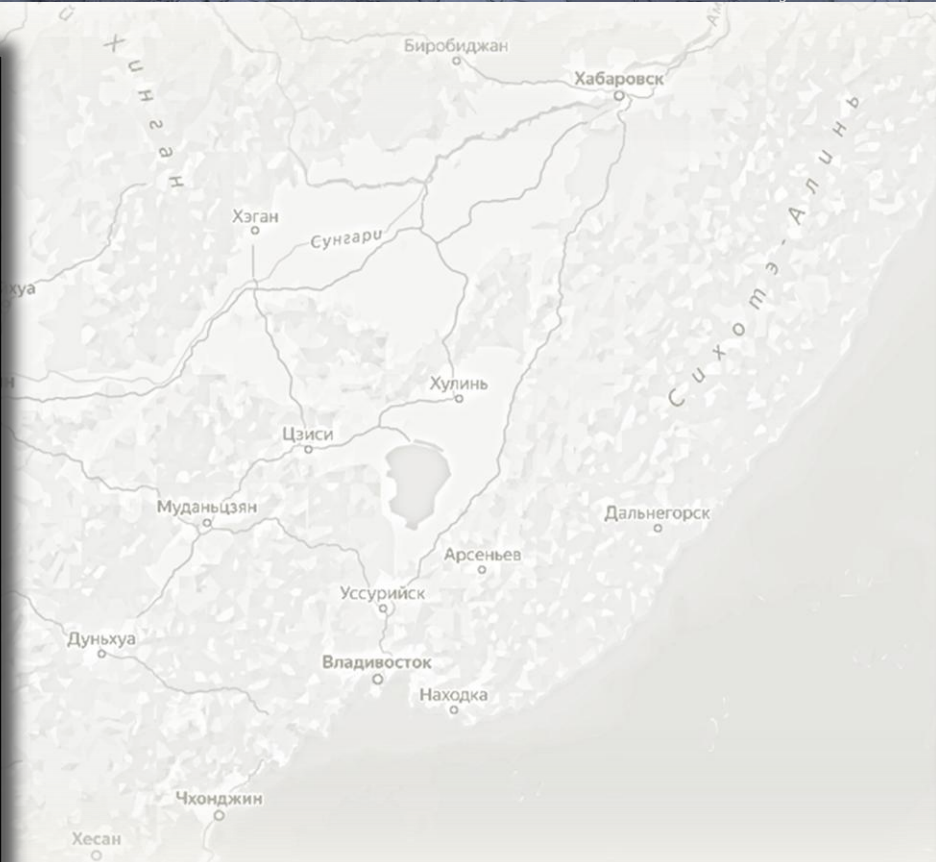 Хинган
Биробиджан
Хабаровск
Сихотэ-Алинь
Хэган
Сунгари
Хулинь
Цзиси
Муданьцзян
Дальнегорск
Арсеньев
Уссурийск
Дуньхуа
Владивосток
Находка
Чхонджин
Хесан